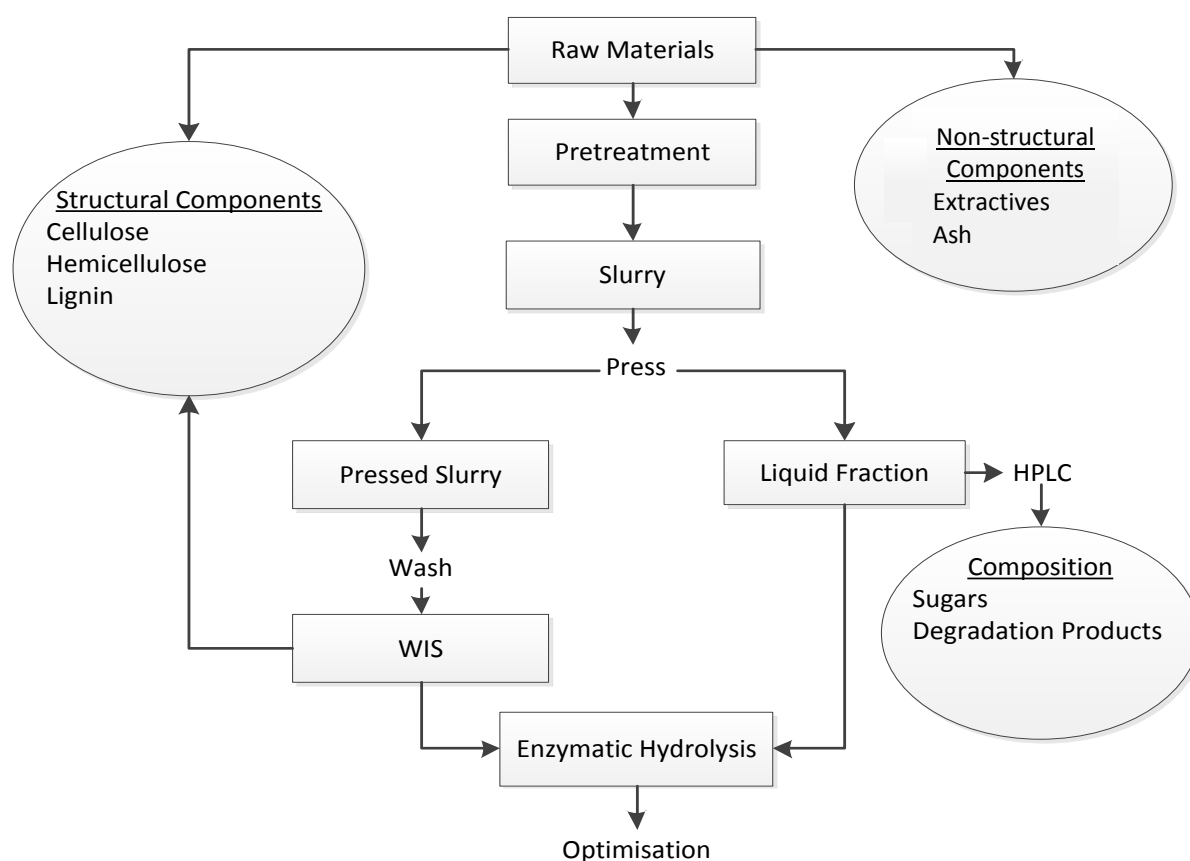 Raw Materials
Pretreatment
Non-structural
Components
Extractives
Ash
Structural Components
Cellulose
Hemicellulose
Lignin
Slurry
Press
Pressed Slurry
Liquid Fraction
HPLC
Wash
Composition
Sugars
Degradation Products
WIS
Enzymatic Hydrolysis
Optimisation